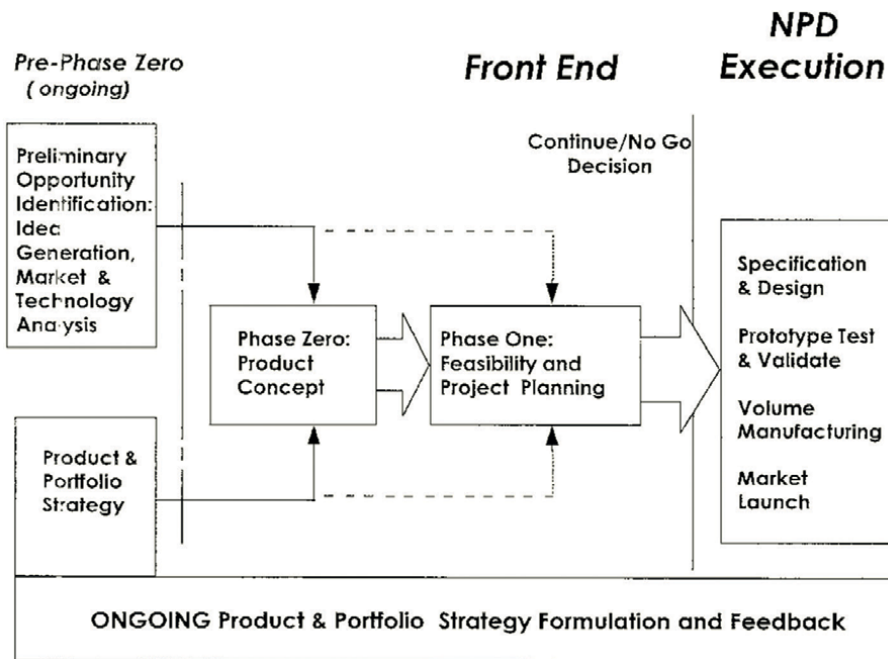 Pre-Phase Zero
( ongoing)
Front End
NPD
Execution
Preliminary
Opportunity
Identification:
Idea
Generation,
Market &
Technology
Analysis
Continue/No Go
Decision
Phase Zero:
Product
Concept
Phase One:
Feasibility and
Project Planning
Specification
& Design
Prototype Test
& Validate
Volume
Manufacturing
Market
Launch
Product &
Portfolio
Strategy
ONGOING Product & Portfolio Strategy Formulation and Feedback